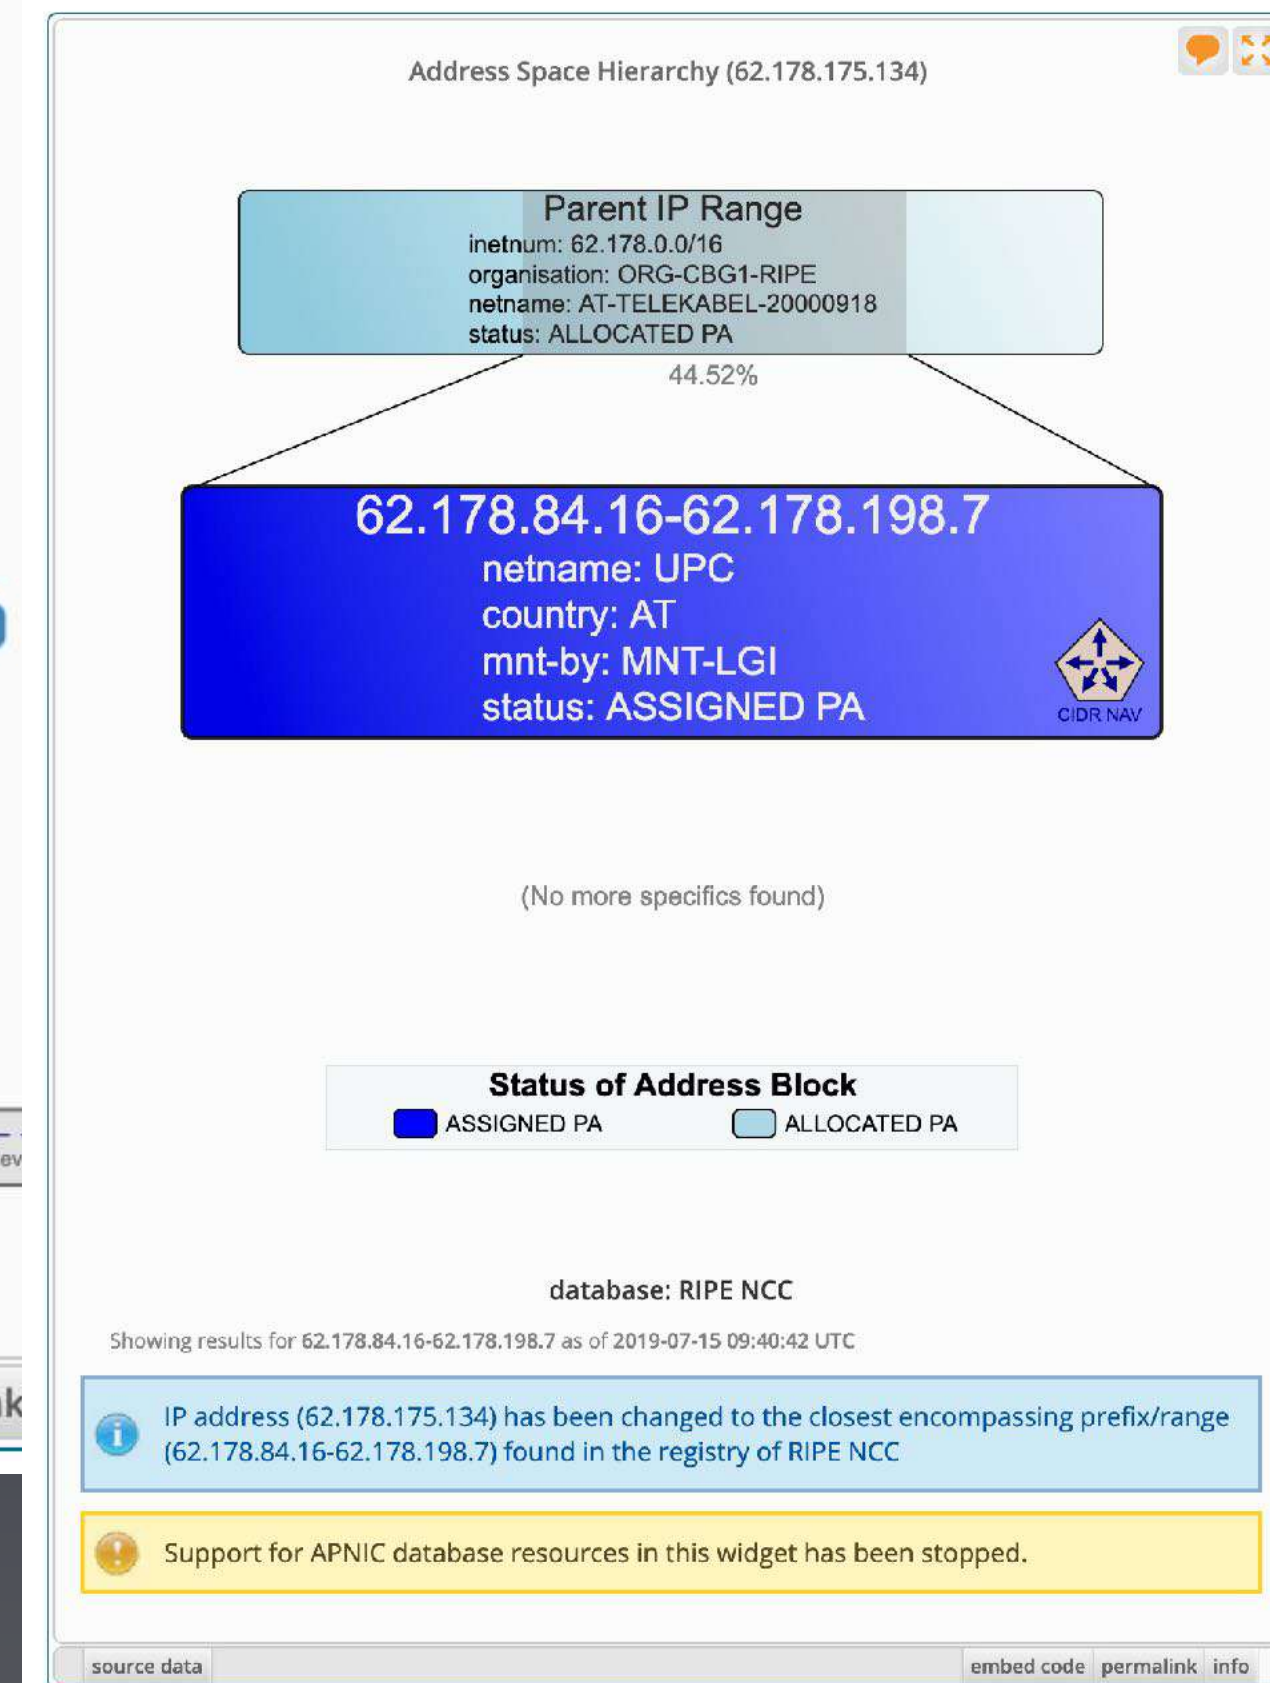 Address Space Hierarchy (62.178.175.134)
Parent IP Range
inetnum: 62.178.0.0/16
organisation: ORG-CBG1-RIPE
netname: AT-TELEKABEL-20000918
status: ALLOCATED PA
44.52%
62.178.84.16-62.178.198.7
netname: UPC
country: AT
mnt-by: MNT-LGI
status: ASSIGNED PA
CIDR NAV
(No more specifics found)
Status of Address Block
ASSIGNED PA ALLOCATED PA
database: RIPE NCC
Showing results for 62.178.84.16-62.178.198.7 as of 2019-07-15 09:40:42 UTC
IP address (62.178.175.134) has been changed to the closest encompassing prefix/range
(62.178.84.16-62.178.198.7) found in the registry of RIPE NCC
Support for APNIC database resources in this widget has been stopped.
source data embed code permalink info